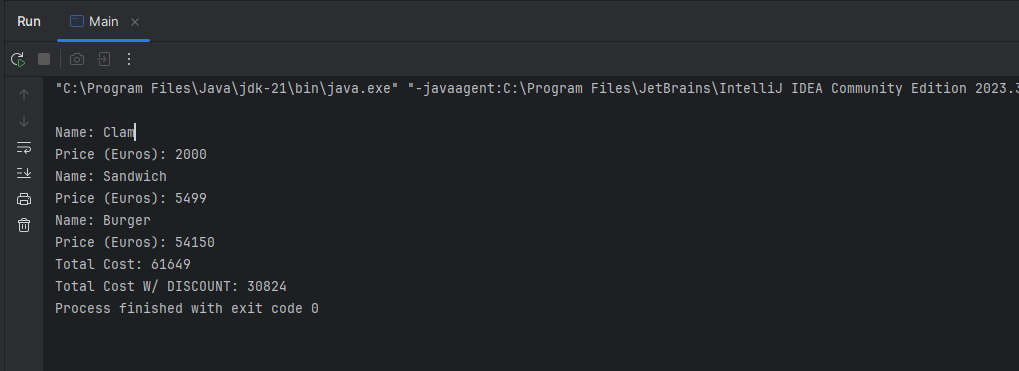 Run Main
"C:\Program Files\Java\jdk-21\bin\java.exe" "-javaagent:C:\Program Files\JetBrains\IntelliJ IDEA Community Edition 2023.3
Name: Clam
Price (Euros): 2000
Name: Sandwich
Price (Euros): 5499
Name: Burger
Price (Euros): 54150
Total Cost: 61649
Total Cost W/ DISCOUNT: 30824
Process finished with exit code 0